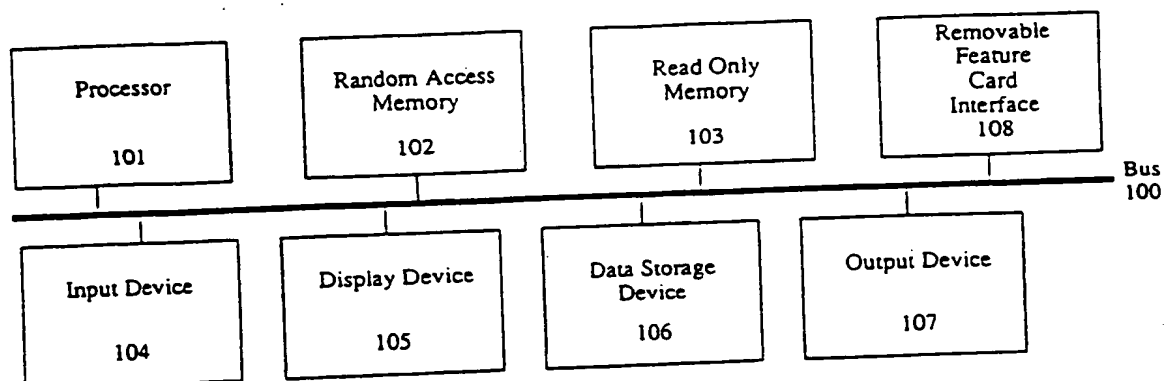 Processor
101
Random Access
Memory
102
Read Only
Memory
103
Removable
Feature
Card
Interface
108
Bus
100
Input Device
104
Display Device
105
Data Storage
Device
106
Output Device
107